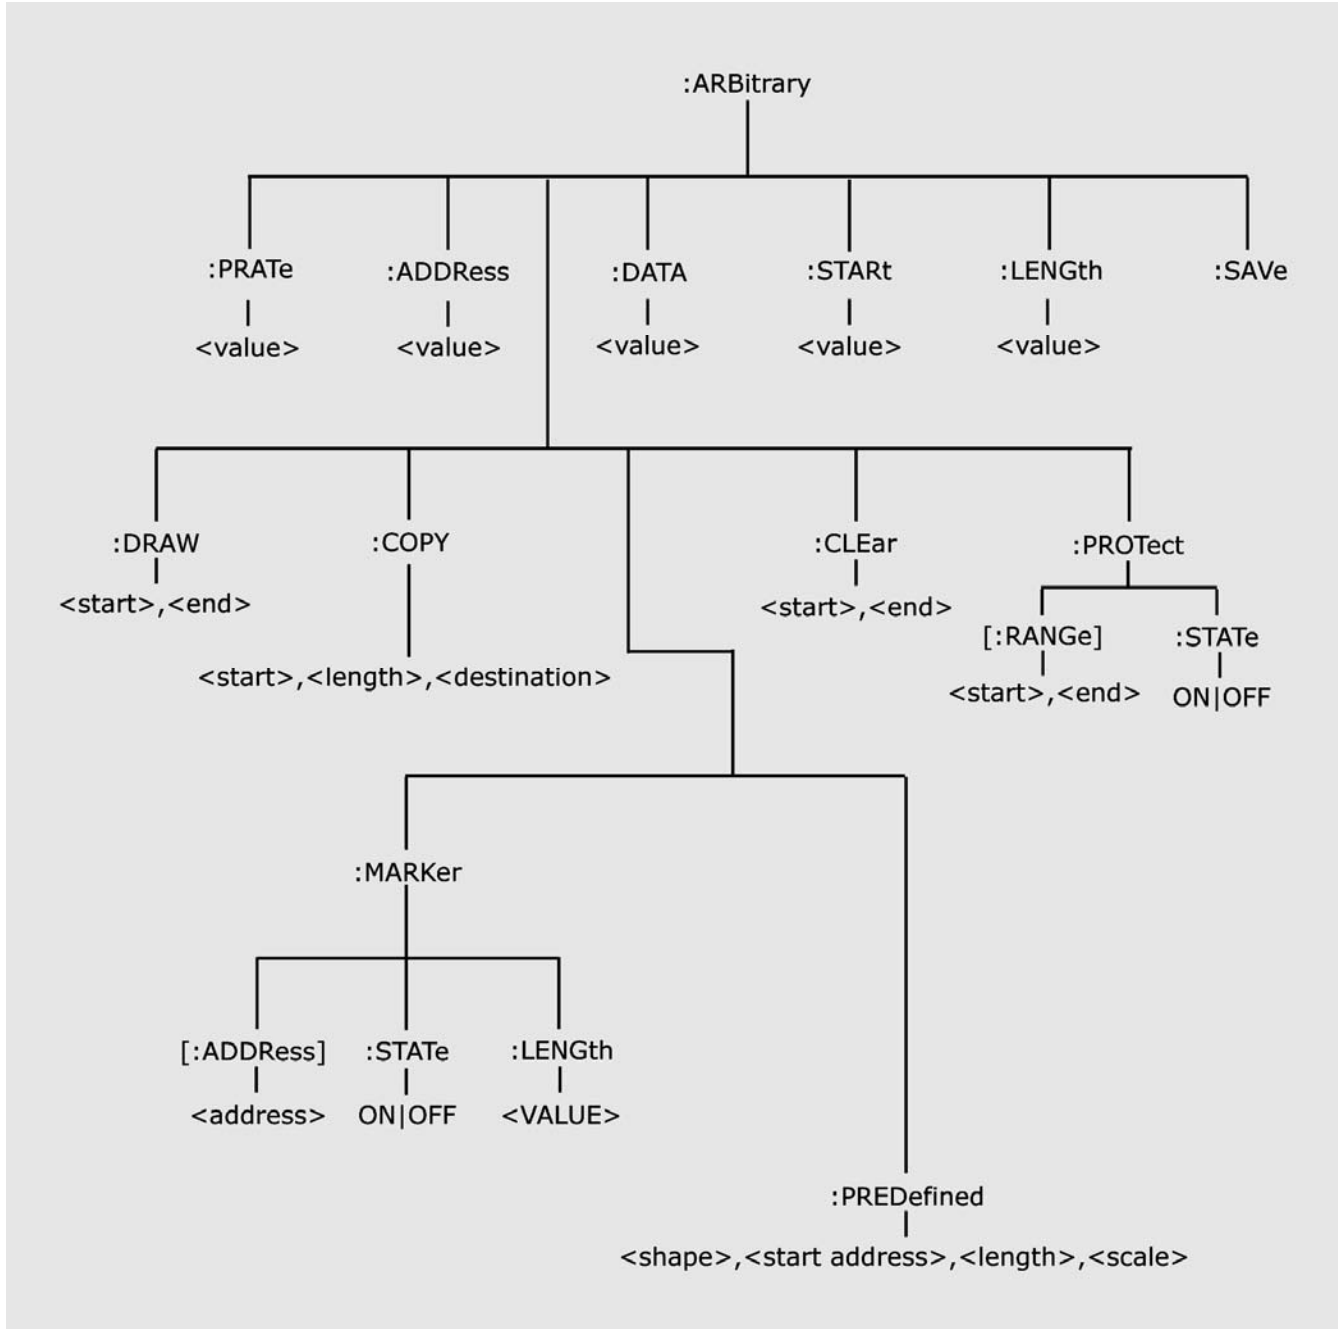 :ARBitrary
:PRATe :ADDRess :DATA :STARt :LENGth :SAVe
<value> <value> <value> <value> <value>
:DRAW :COPY :CLEar :PROTect
<start>,<end> <start>,<end>
[:RANGe] :STATe
<start>,<length>,<destination> <start>,<end> ON|OFF
:MARKer
[:ADDRess] :STATe :LENGth
<address> ON|OFF <VALUE>
:PREDefined
<shape>,<start address>,<length>,<scale>